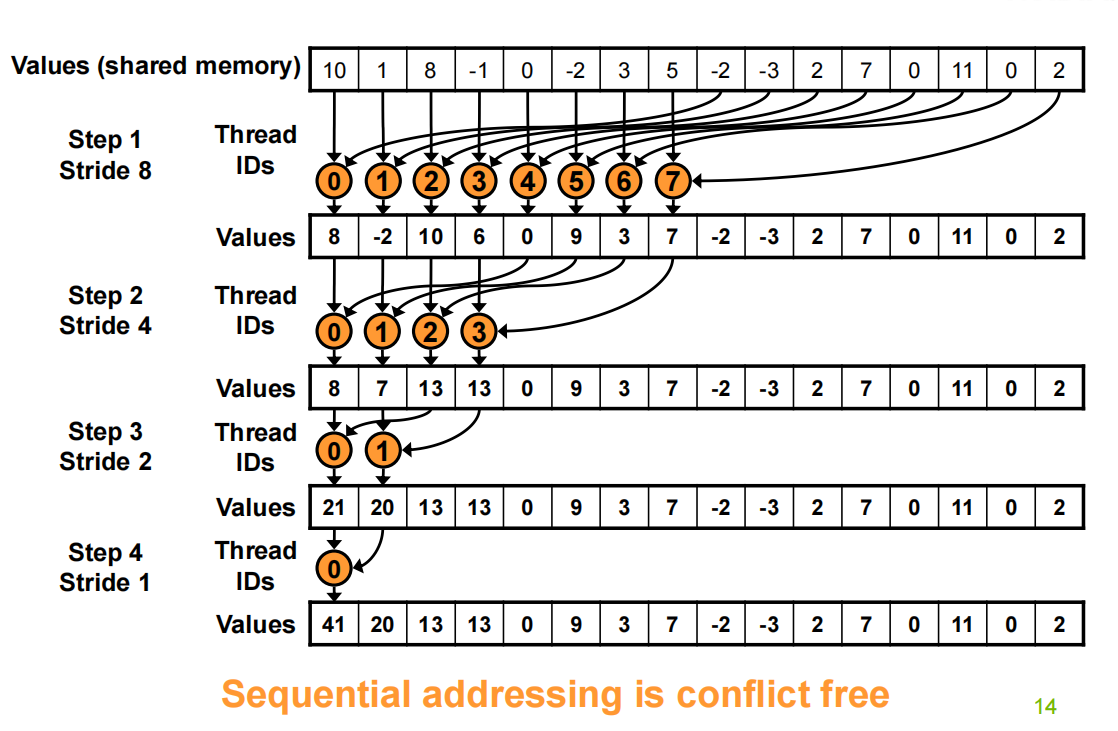 Values (shared memory) 10 1 8 -1 0 -2 3 5 -2 -3 2 7 0 11 0 2
Step 1 Thread
Stride 8 IDs
0 1 2 3 4 5 6 7
Values 8 -2 10 6 0 9 3 7 -2 -3 2 7 0 11 0 2
Step 2 Thread
Stride 4 IDs
0 1 2 3
Values 8 7 13 13 0 9 3 7 -2 -3 2 7 0 11 0 2
Step 3 Thread
Stride 2 IDs
0 1
Values 21 20 13 13 0 9 3 7 -2 -3 2 7 0 11 0 2
Step 4 Thread
Stride 1 IDs
0
Values 41 20 13 13 0 9 3 7 -2 -3 2 7 0 11 0 2
Sequential addressing is conflict free
14